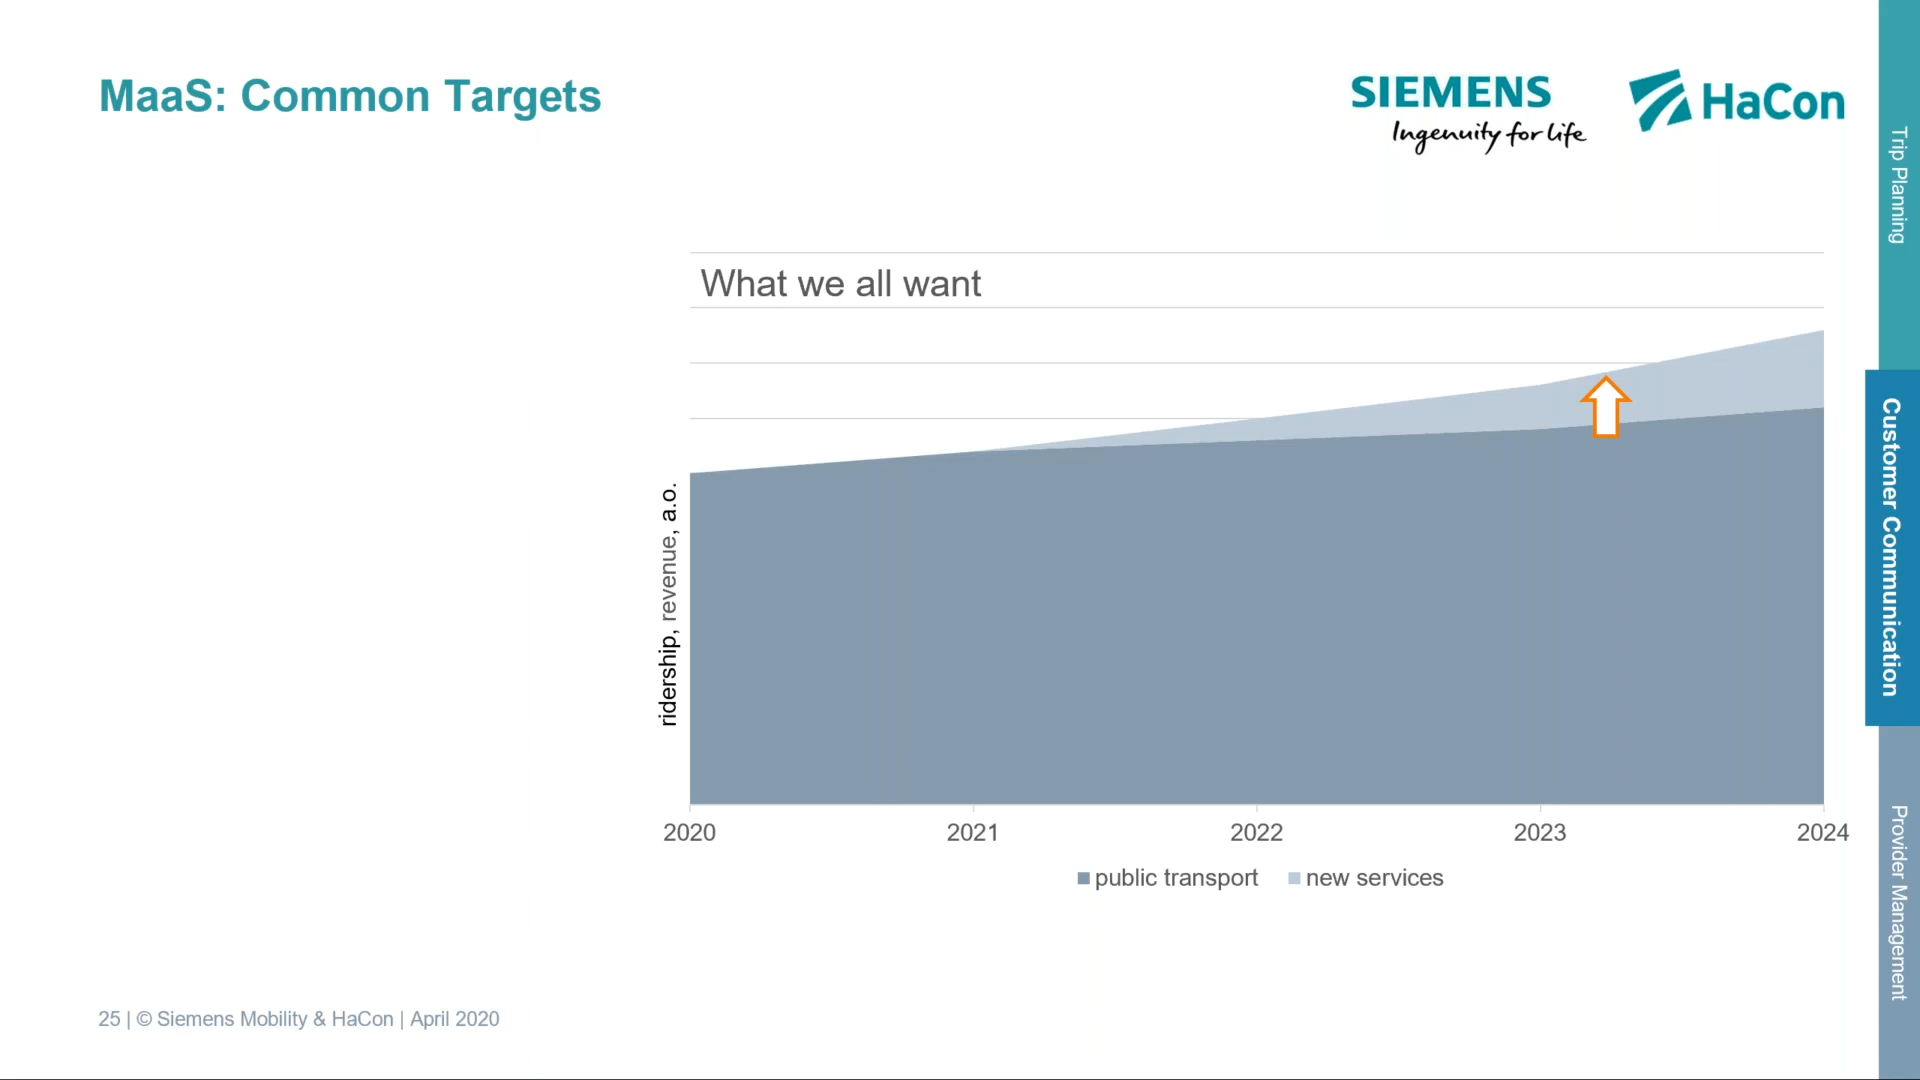 MaaS: Common Targets
SIEMENS
Ingenuity for life
HaCon
Trip Planning
Customer Communication
Provider Management
What we all want
ridership, revenue, a.o.
2020 2021 2022 2023 2024
public transport new services
25 | © Siemens Mobility & HaCon | April 2020